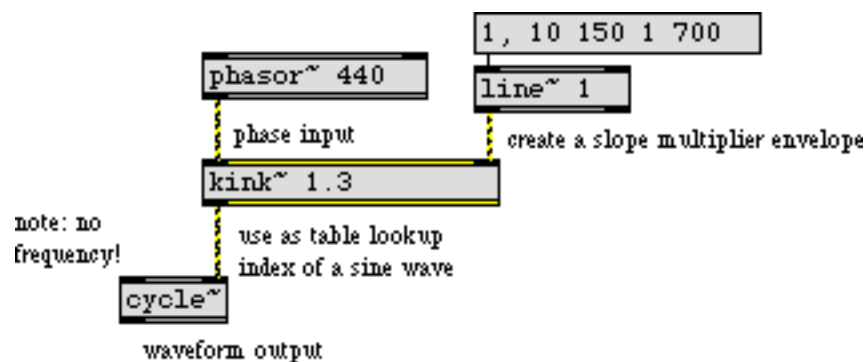 1, 10 150 1 700
phasor~ 440
line~ 1
phase input
create a slope multiplier envelope
kink~ 1.3
note: no
frequency!
use as table lookup
index of a sine wave
cycle~
waveform output